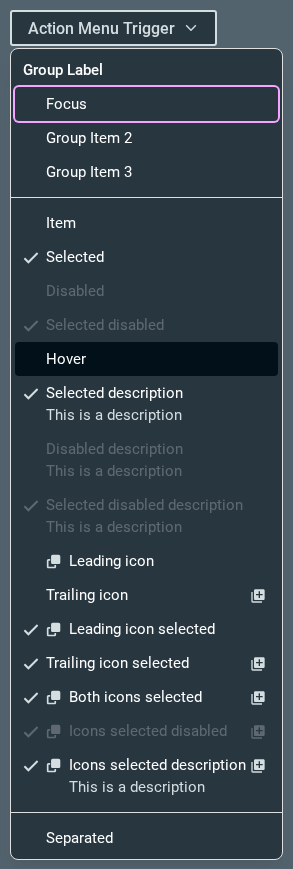 Action Menu Trigger
Group Label
Focus
Group Item 2
Group Item 3
Item
Selected
Disabled
Selected disabled
Hover
Selected description
This is a description
Disabled description
This is a description
Selected disabled description
This is a description
Leading icon
Trailing icon
Leading icon selected
Trailing icon selected
Both icons selected
Icons selected disabled
Icons selected description
This is a description
Separated